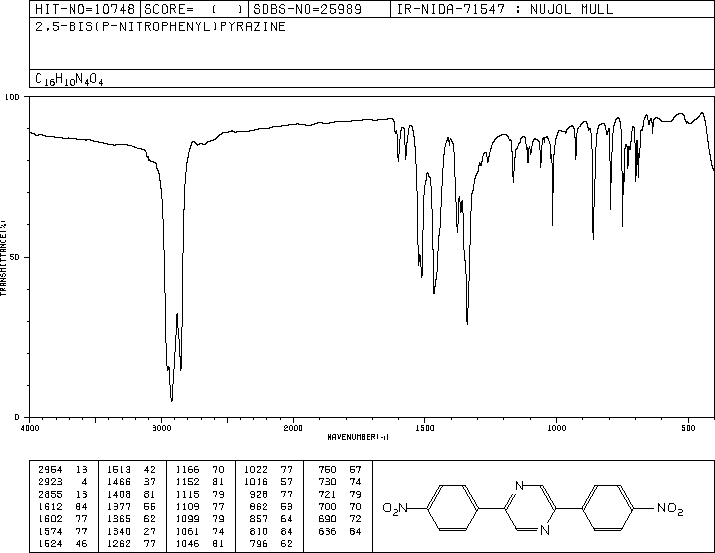 HIT-NO=10748 SCORE= ( ) SDBS-NO=25989 IR-NIDA-71547 : NUJOL MULL
2,5-BIS(P-NITROPHENYL)PYRAZINE
C16H10N4O4
100
50
0
TRANSMITTANCE(%)
4000 3000 2000 1500 1000 500
WAVENUMBER(-1)
2954 13 1513 42 1166 70 1022 77 750 57
2923 4 1466 37 1152 81 1016 57 730 74
2855 13 1408 81 1115 79 928 77 721 79
1612 84 1377 56 1109 77 862 53 700 70
1602 77 1365 62 1099 79 857 64 690 72
1574 77 1340 27 1061 74 810 84 636 84
1524 46 1262 77 1046 81 796 62
O2N N N NO2